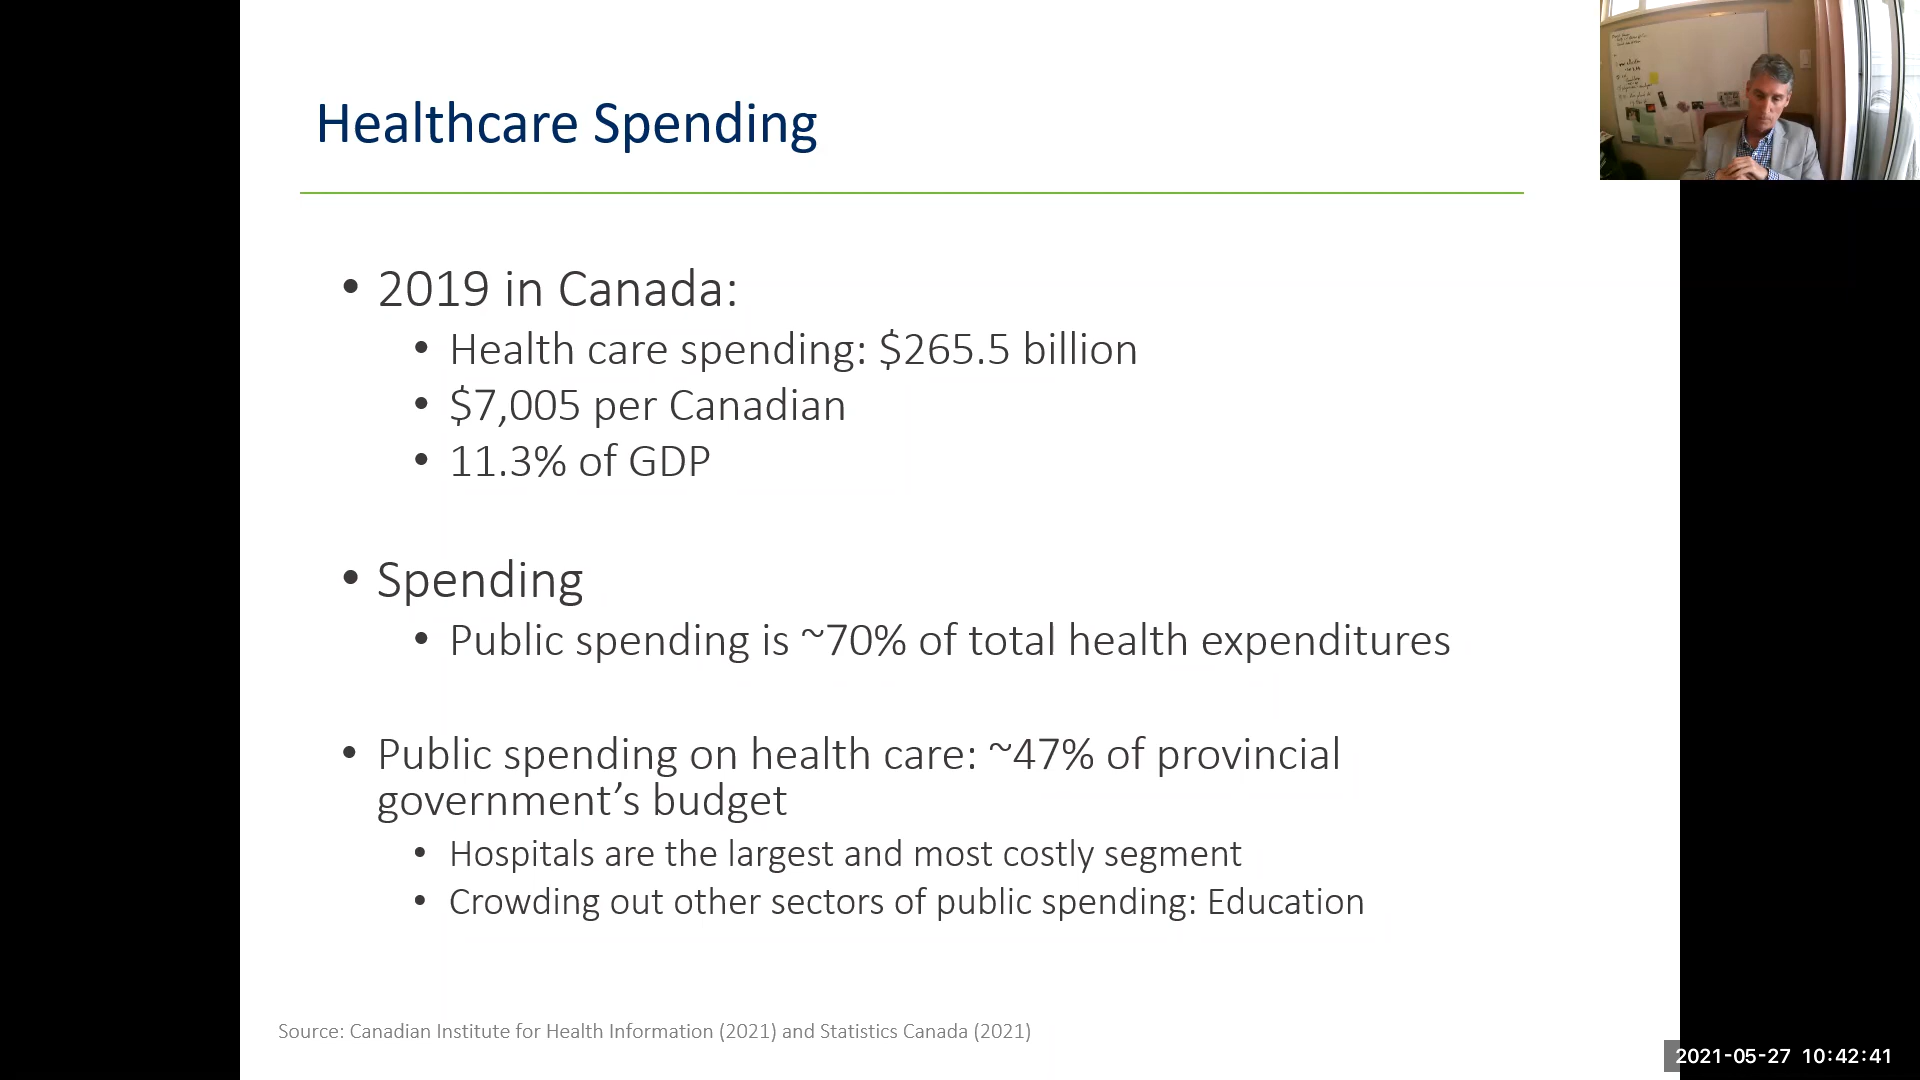 Healthcare Spending
• 2019 in Canada:
• Health care spending: $265.5 billion
• $7,005 per Canadian
• 11.3% of GDP
• Spending
• Public spending is ~70% of total health expenditures
• Public spending on health care: ~47% of provincial
government’s budget
• Hospitals are the largest and most costly segment
• Crowding out other sectors of public spending: Education
Source: Canadian Institute for Health Information (2021) and Statistics Canada (2021)
2021-05-27 10:42:41